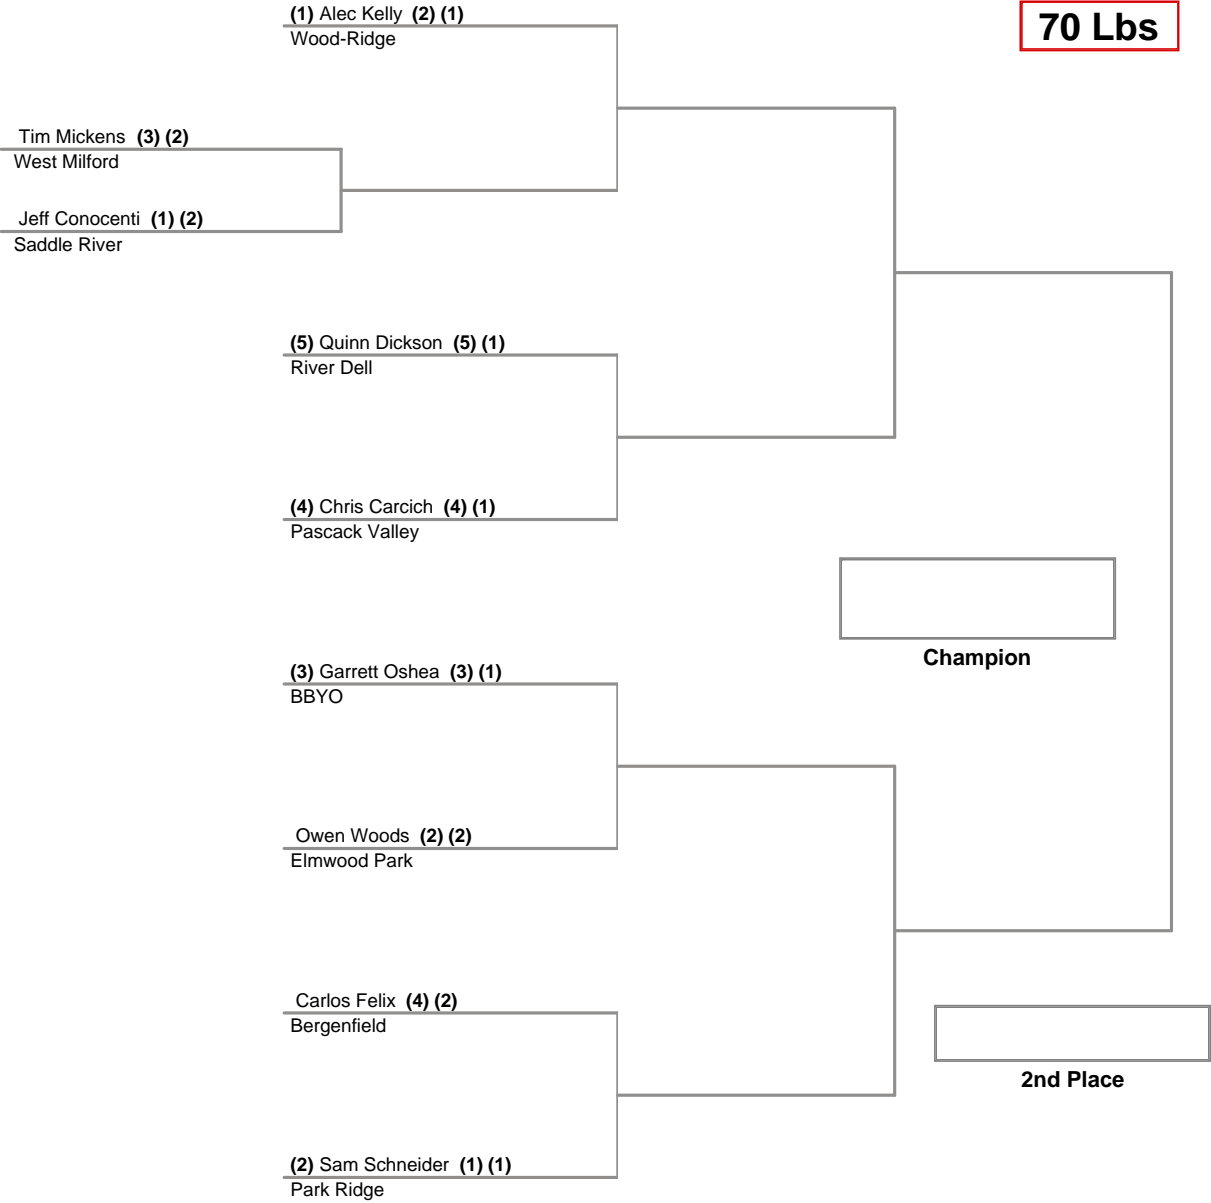 (1) Alec Kelly (2) (1)
Wood-Ridge
70 Lbs
Tim Mickens (3) (2)
West Milford
Jeff Conocenti (1) (2)
Saddle River
(5) Quinn Dickson (5) (1)
River Dell
(4) Chris Carcich (4) (1)
Pascack Valley
Champion
(3) Garrett Oshea (3) (1)
BBYO
Owen Woods (2) (2)
Elmwood Park
Carlos Felix (4) (2)
Bergenfield
2nd Place
(2) Sam Schneider (1) (1)
Park Ridge